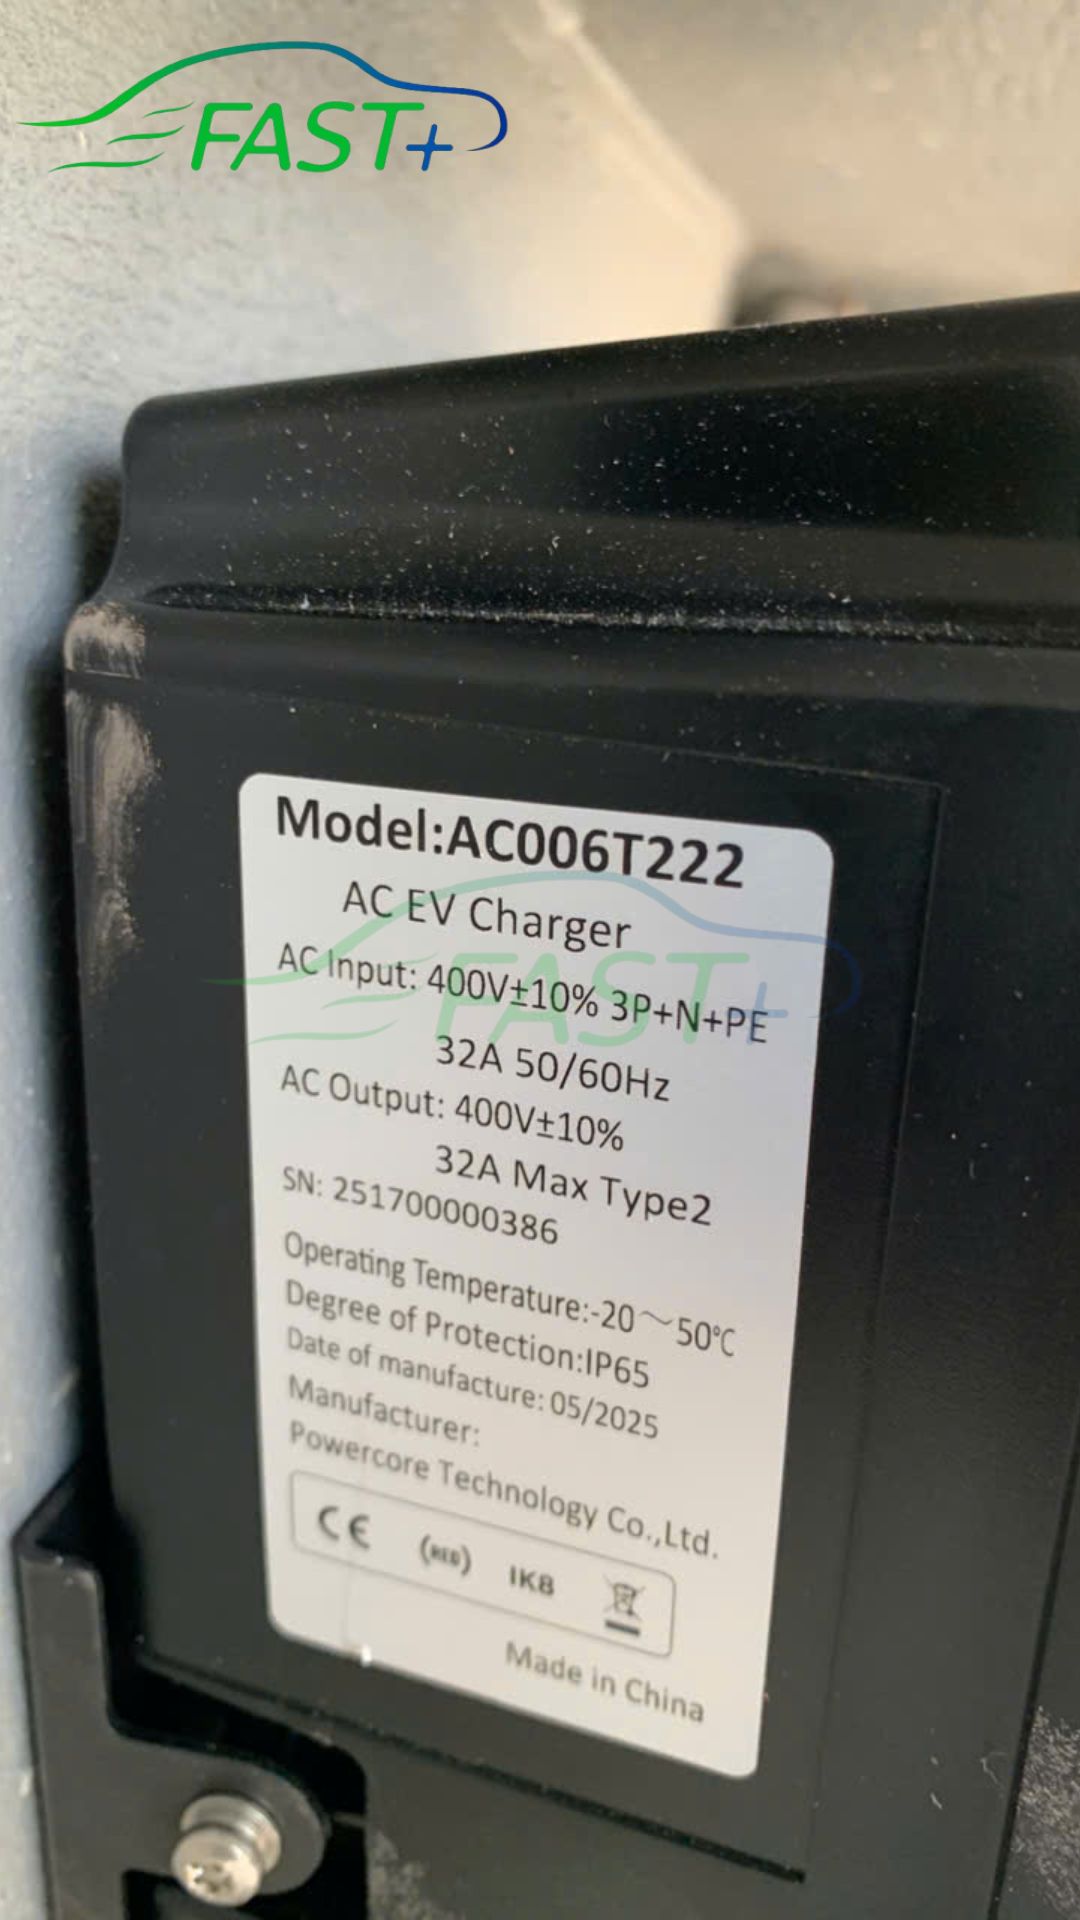 FAST+
Model:AC006T222
AC EV Charger
FAST+
AC Input: 400V±10% 3P+N+PE
32A 50/60Hz
AC Output: 400V±10%
32A Max Type2
SN: 251700000386
Operating Temperature:-20～50℃
Degree of Protection:IP65
Date of manufacture: 05/2025
Manufacturer:
Powercore Technology Co.,Ltd.
CE (RED) IK8
Made in China